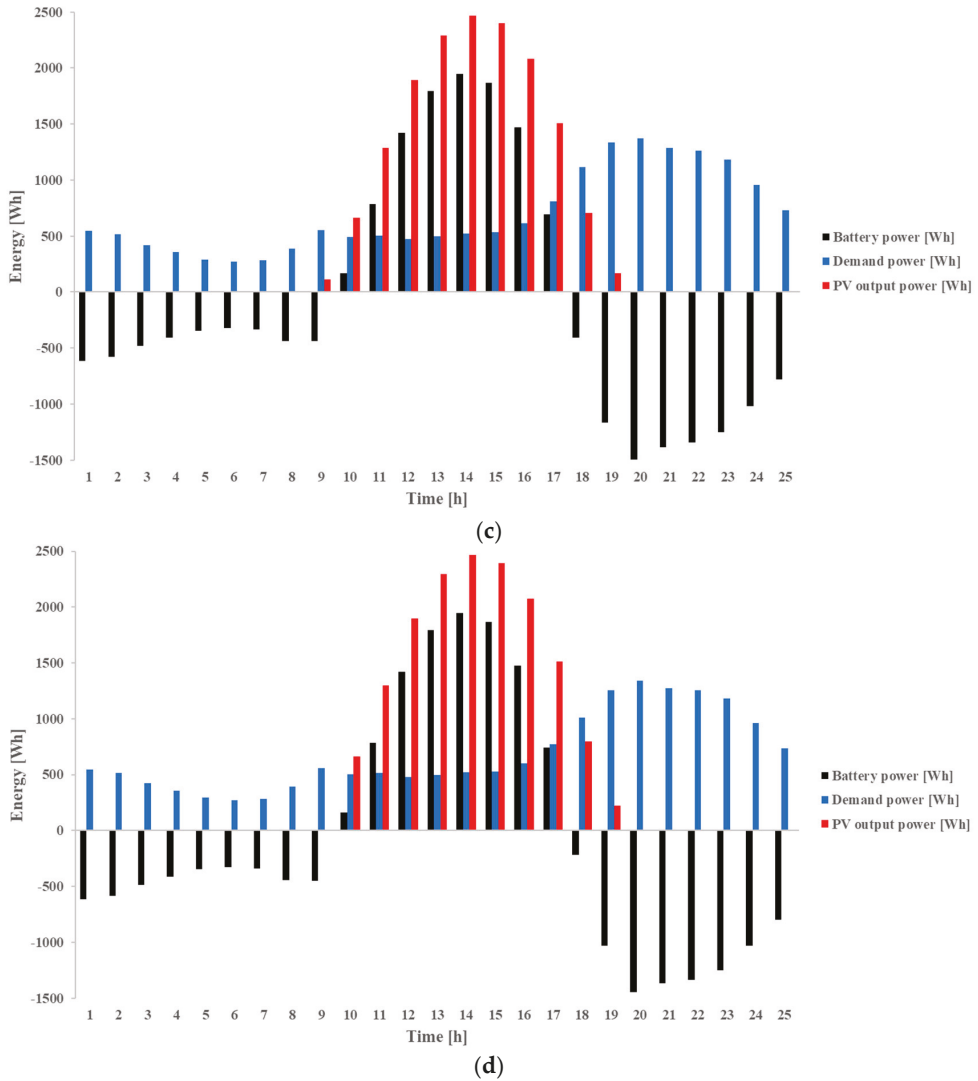 2500
2000
1500
1000
500
0
-500
-1000
-1500
Energy [Wh]
1 2 3 4 5 6 7 8 9 10 11 12 13 14 15 16 17 18 19 20 21 22 23 24 25
Time [h]
Battery power [Wh]
Demand power [Wh]
PV output power [Wh]
(c)
2500
2000
1500
1000
500
0
-500
-1000
-1500
Energy [Wh]
1 2 3 4 5 6 7 8 9 10 11 12 13 14 15 16 17 18 19 20 21 22 23 24 25
Time [h]
Battery power [Wh]
Demand power [Wh]
PV output power [Wh]
(d)